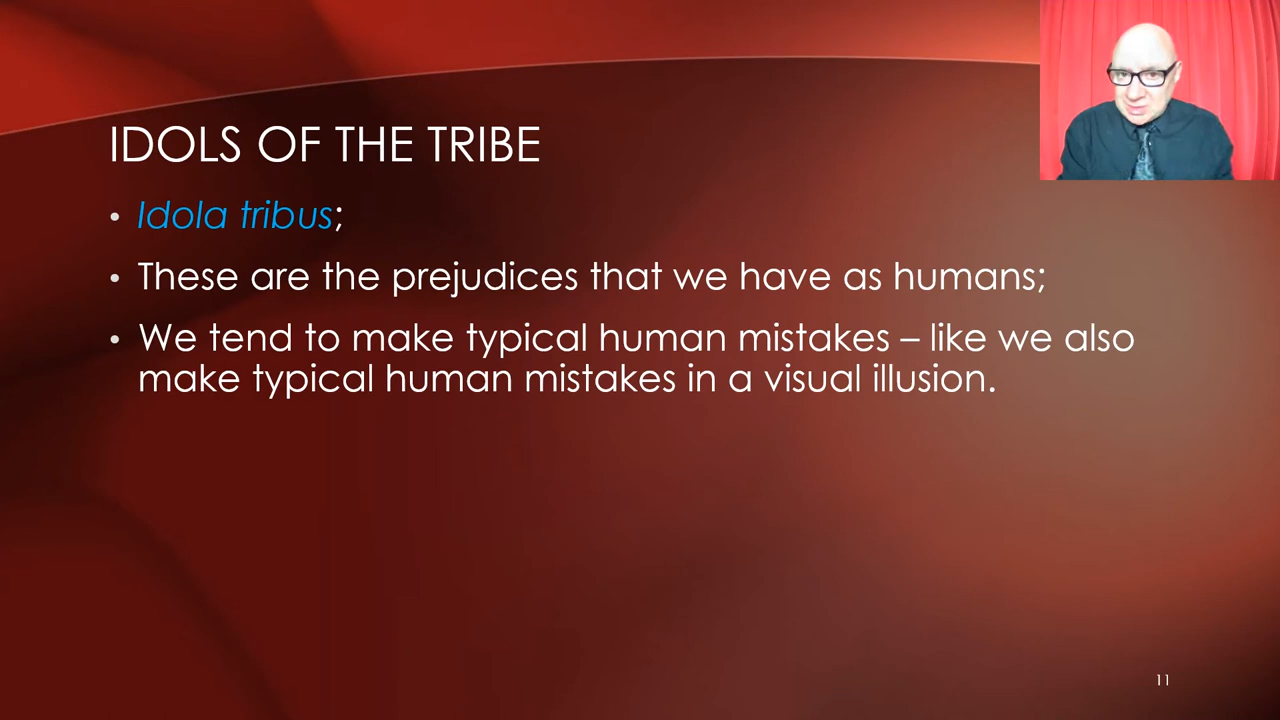 IDOLS OF THE TRIBE
• Idola tribus;
• These are the prejudices that we have as humans;
• We tend to make typical human mistakes – like we also
make typical human mistakes in a visual illusion.
11